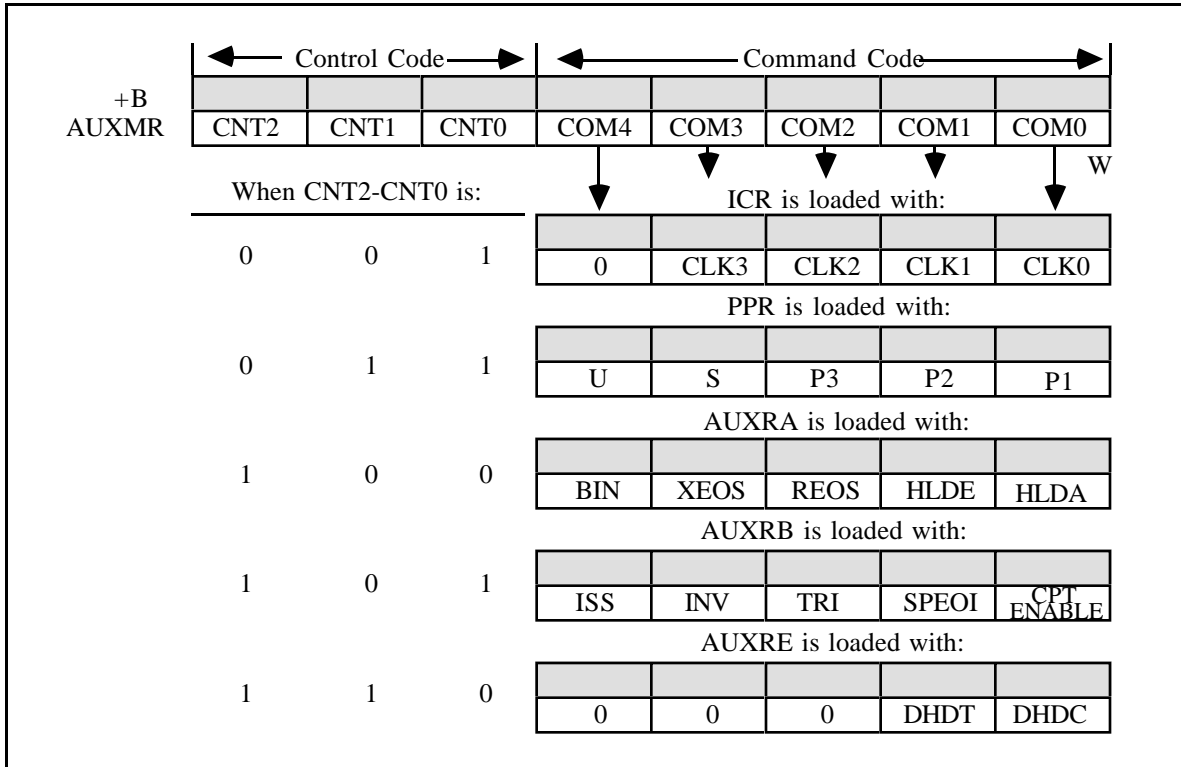 Control Code Command Code
+B
AUXMR CNT2 CNT1 CNT0 COM4 COM3 COM2 COM1 COM0
W
When CNT2-CNT0 is: ICR is loaded with:
0 0 1 0 CLK3 CLK2 CLK1 CLK0
PPR is loaded with:
0 1 1 U S P3 P2 P1
AUXRA is loaded with:
1 0 0 BIN XEOS REOS HLDE HLDA
AUXRB is loaded with:
1 0 1 ISS INV TRI SPEOI CPT ENABLE
AUXRE is loaded with:
1 1 0 0 0 0 DHDT DHDC